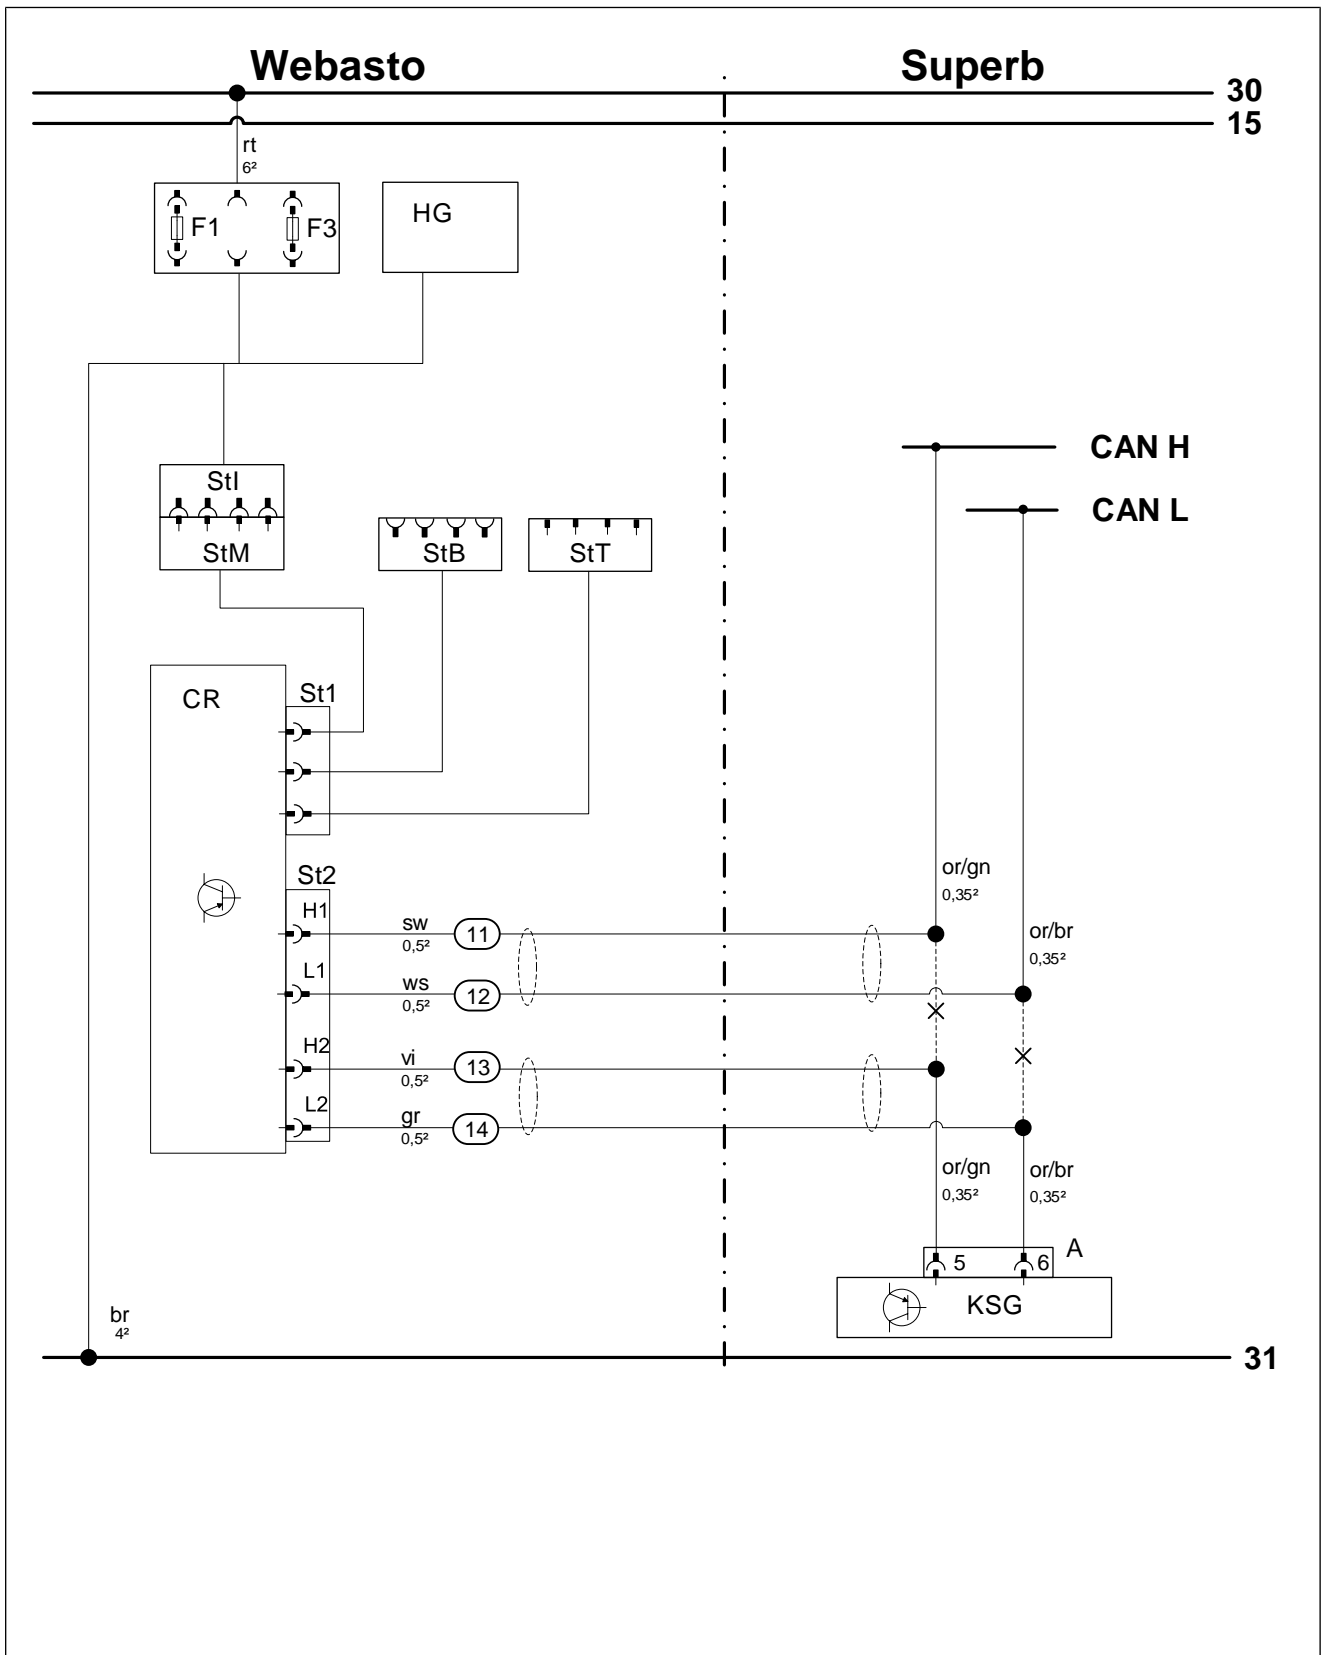 Webasto
Superb
30
15
rt
6²
F1
F3
HG
CAN H
CAN L
StI
StM
StB
StT
CR
St1
St2
H1
sw
0,5²
11
or/gn
0,35²
L1
ws
0,5²
12
or/br
0,35²
H2
vi
0,5²
13
L2
gr
0,5²
14
or/gn
0,35²
or/br
0,35²
5
6
A
KSG
br
4²
31